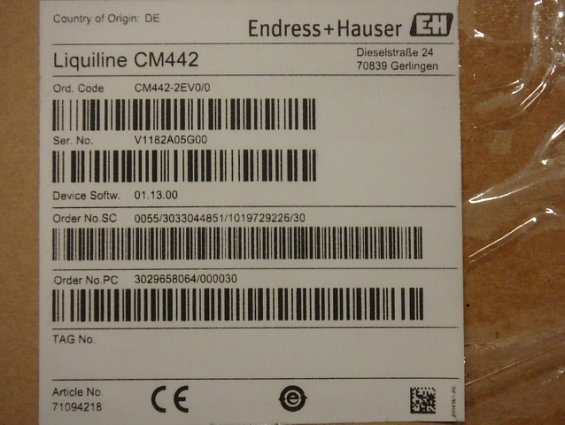 Country of Origin: DE
Endress+Hauser EH
Liquiline CM442
Dieselstraße 24
70839 Gerlingen
Ord. Code CM442-2EV0/0
Ser. No. V1182A05G00
Device Softw. 01.13.00
Order No.SC 0055/3033044851/1019729226/30
Order No.PC 3029658064/000030
TAG No.
Article No.
71094218
CE
e